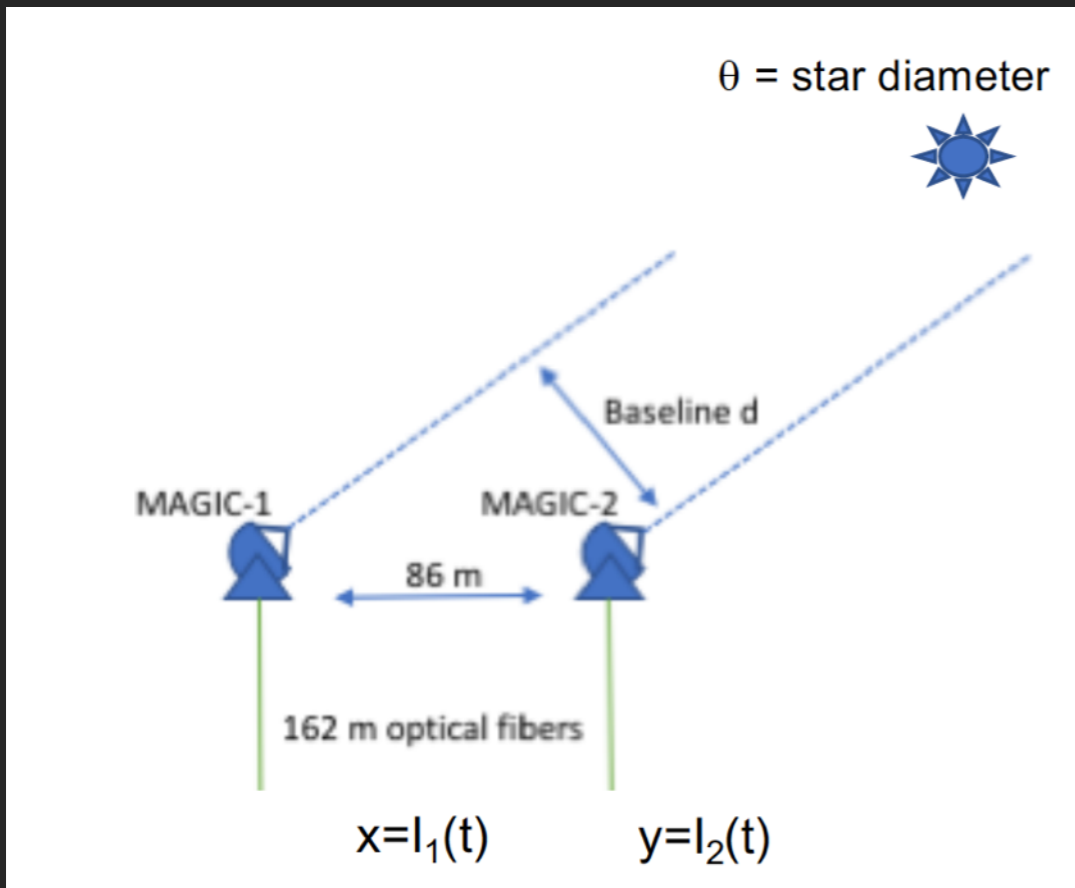 θ = star diameter
Baseline d
MAGIC-1
MAGIC-2
86 m
162 m optical fibers
x=I₁(t)
y=I₂(t)